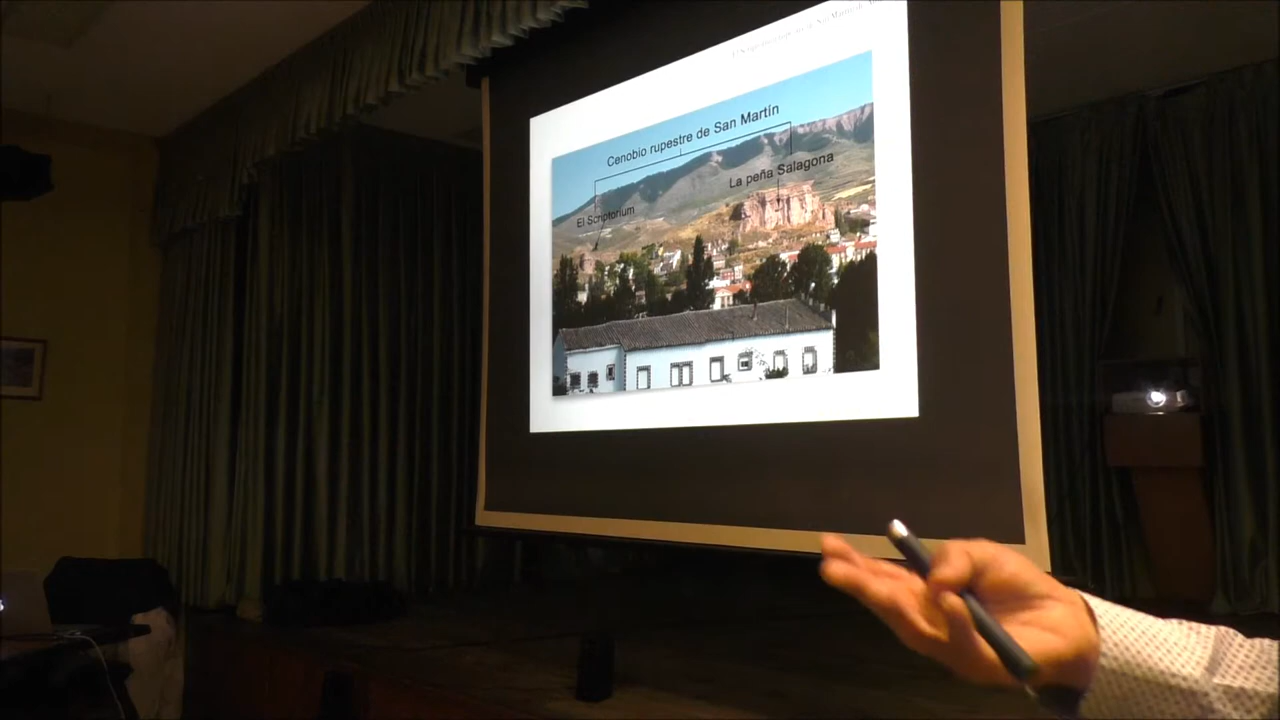 Cenobio rupestre de San Martín
La peña Salagona
El Scriptorium